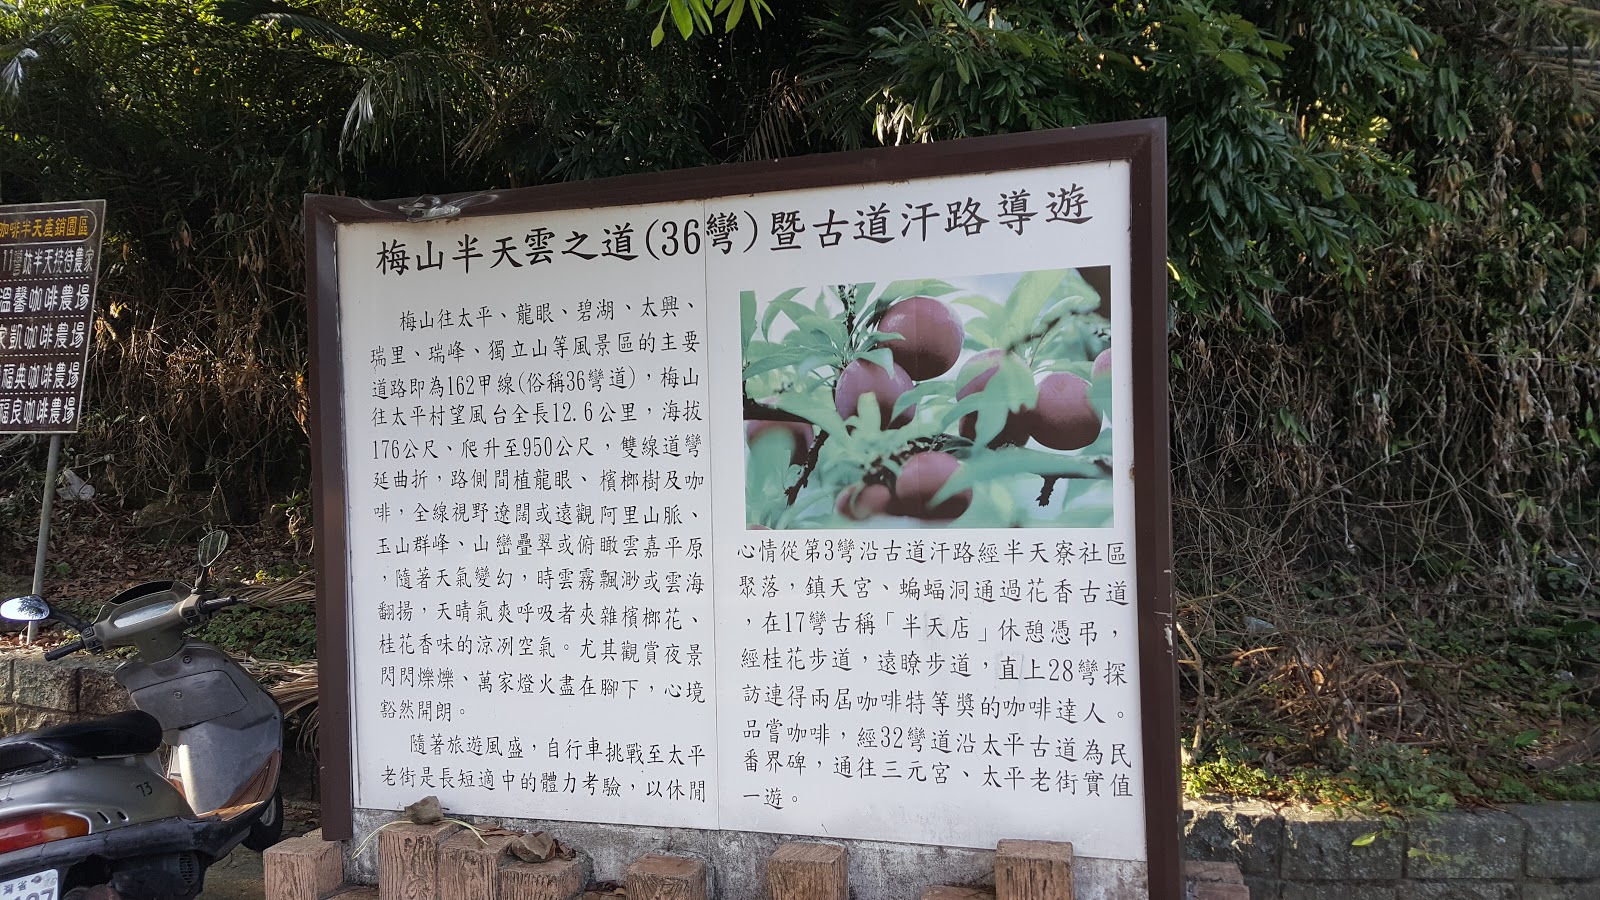 梅山半天雲之道(36彎)暨古道汗路導遊
梅山往太平、龍眼、碧湖、太興、
瑞里、瑞峰、獨立山等風景區的主要
道路即為162甲線(俗稱36彎道)，梅山
往太平村望風台全長12.6公里，海拔
176公尺、爬升至950公尺，雙線道彎
延曲折，路側間植龍眼、檳榔樹及咖
啡，全線視野遼闊或遠觀阿里山脈、
玉山群峰、山巒疊翠或俯瞰雲嘉平原
，隨著天氣變幻，時雲霧飄渺或雲海
翻揚，天晴氣爽呼吸者夾雜檳榔花、
桂花香味的涼冽空氣。尤其觀賞夜景
閃閃爍爍、萬家燈火盡在腳下，心境
豁然開朗。
隨著旅遊風盛，自行車挑戰至太平
老街是長短適中的體力考驗，以休閒
心情從第3彎沿古道汗路經半天寮社區
聚落，鎮天宮、蝙蝠洞通過花香古道
，在17彎古稱「半天店」休憩憑弔，
經桂花步道，遠瞭步道，直上28彎探
訪連得兩屆咖啡特等獎的咖啡達人。
品嘗咖啡，經32彎道沿太平古道為民
番界碑，通往三元宮、太平老街實值
一遊。
咖啡半天產銷園區
11彎坊半天接待農家
溫馨咖啡農場
家凱咖啡農場
福典咖啡農場
福良咖啡農場
73